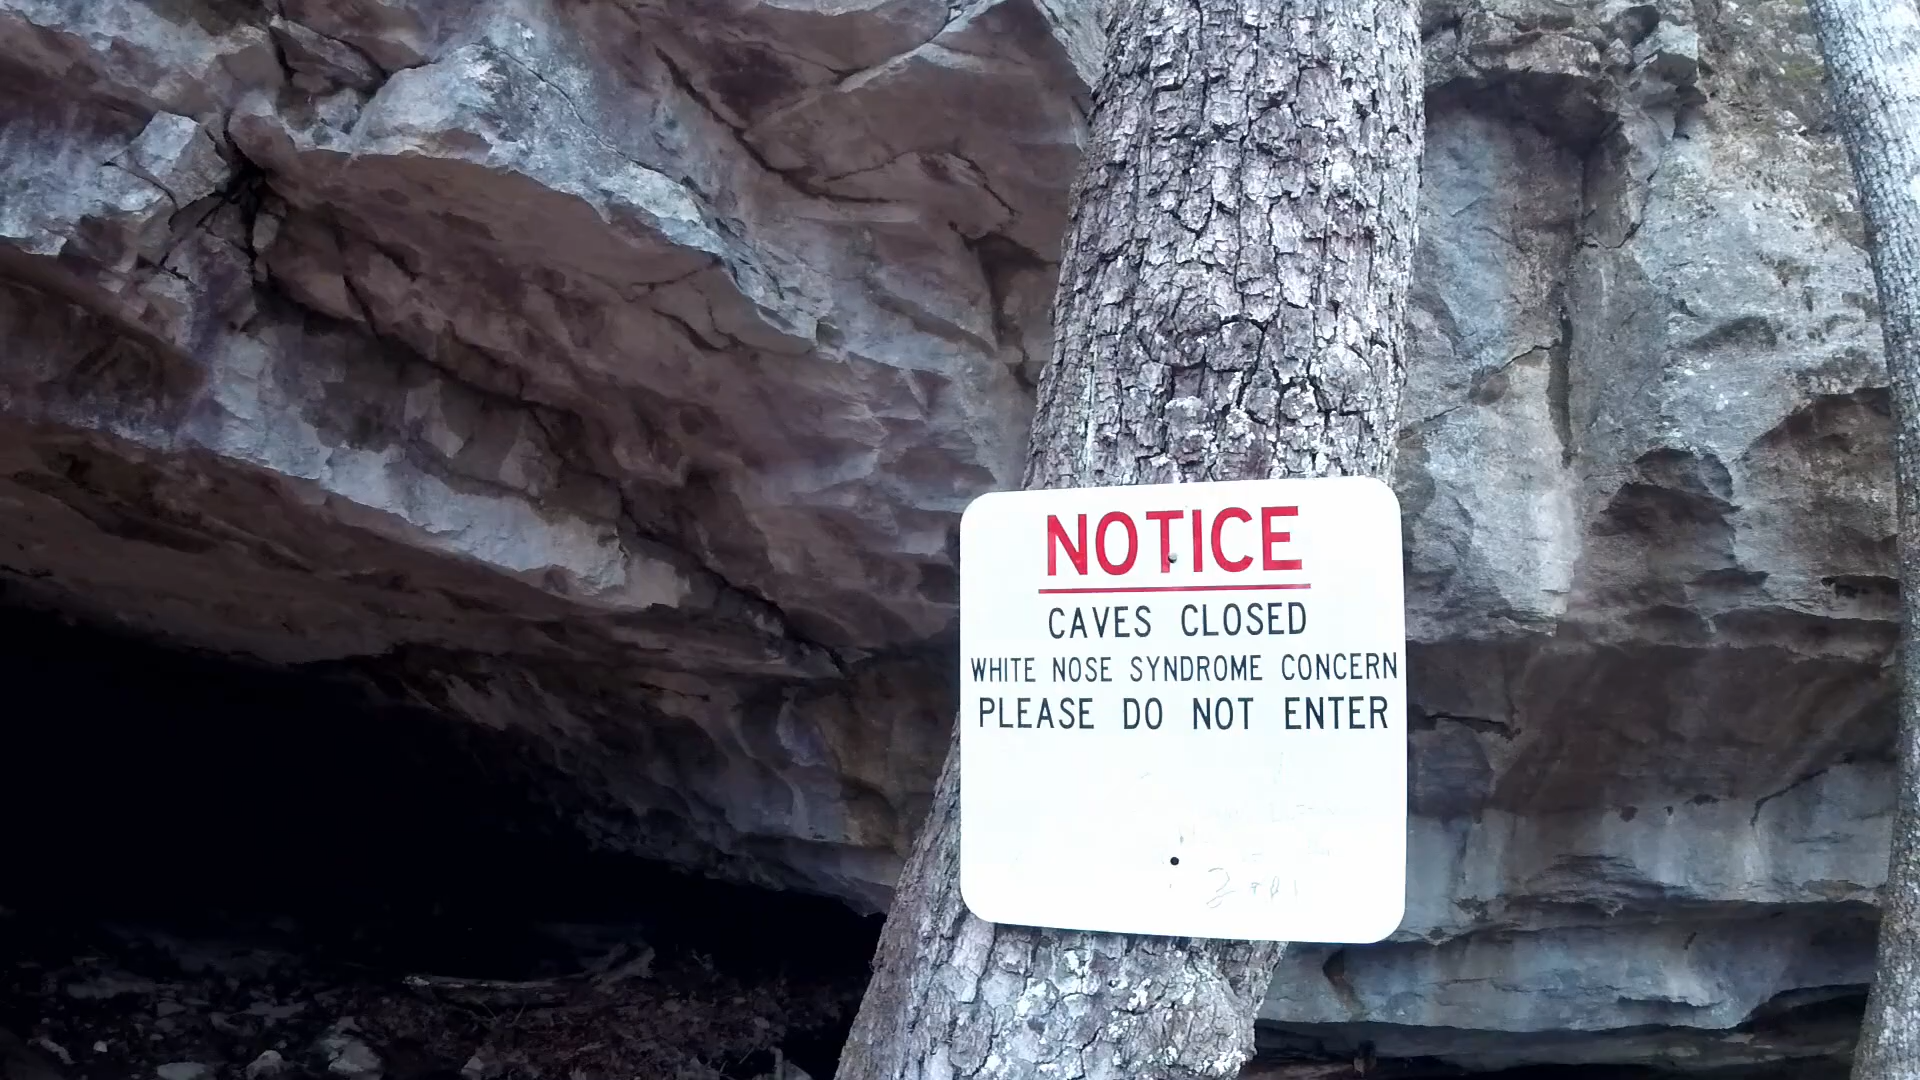 NOTICE
CAVES CLOSED
WHITE NOSE SYNDROME CONCERN
PLEASE DO NOT ENTER